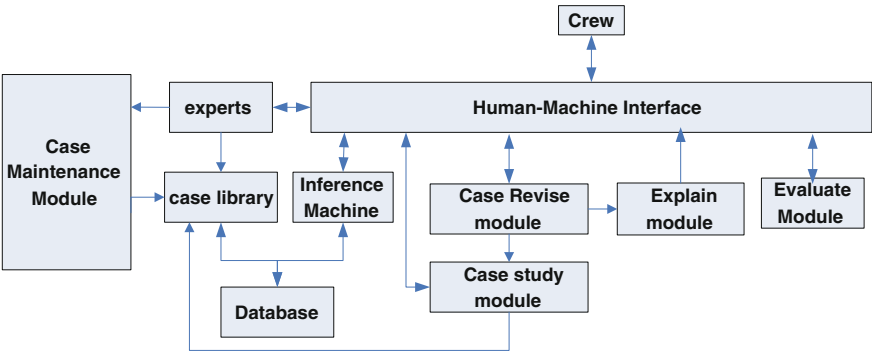 Crew
Human-Machine Interface
experts
Case
Maintenance
Module
case library
Inference
Machine
Case Revise
module
Explain
module
Evaluate
Module
Case study
module
Database